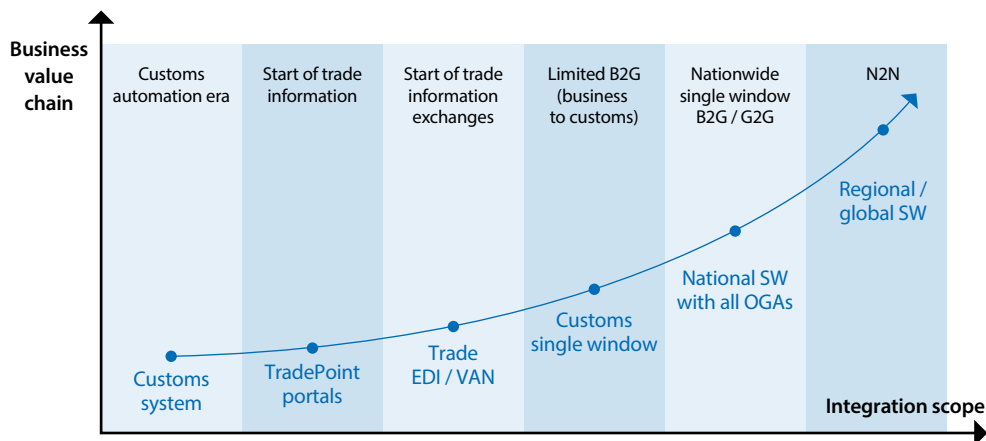 Business
value
chain
Customs
automation era
Start of trade
information
Start of trade
information
exchanges
Limited B2G
(business
to customs)
Nationwide
single window
B2G / G2G
N2N
Regional /
global SW
National SW
with all OGAs
Customs
single window
Trade
EDI / VAN
TradePoint
portals
Customs
system
Integration scope